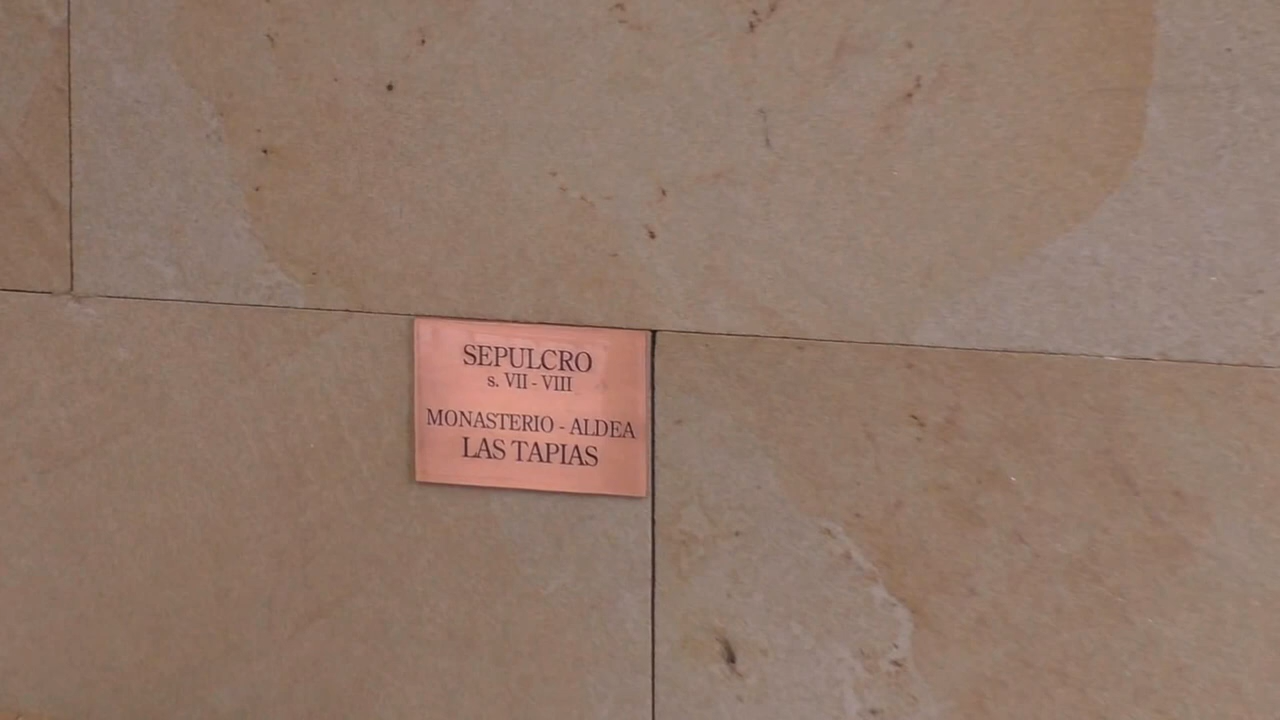 SEPULCRO
s. VII - VIII
MONASTERIO - ALDEA
LAS TAPIAS